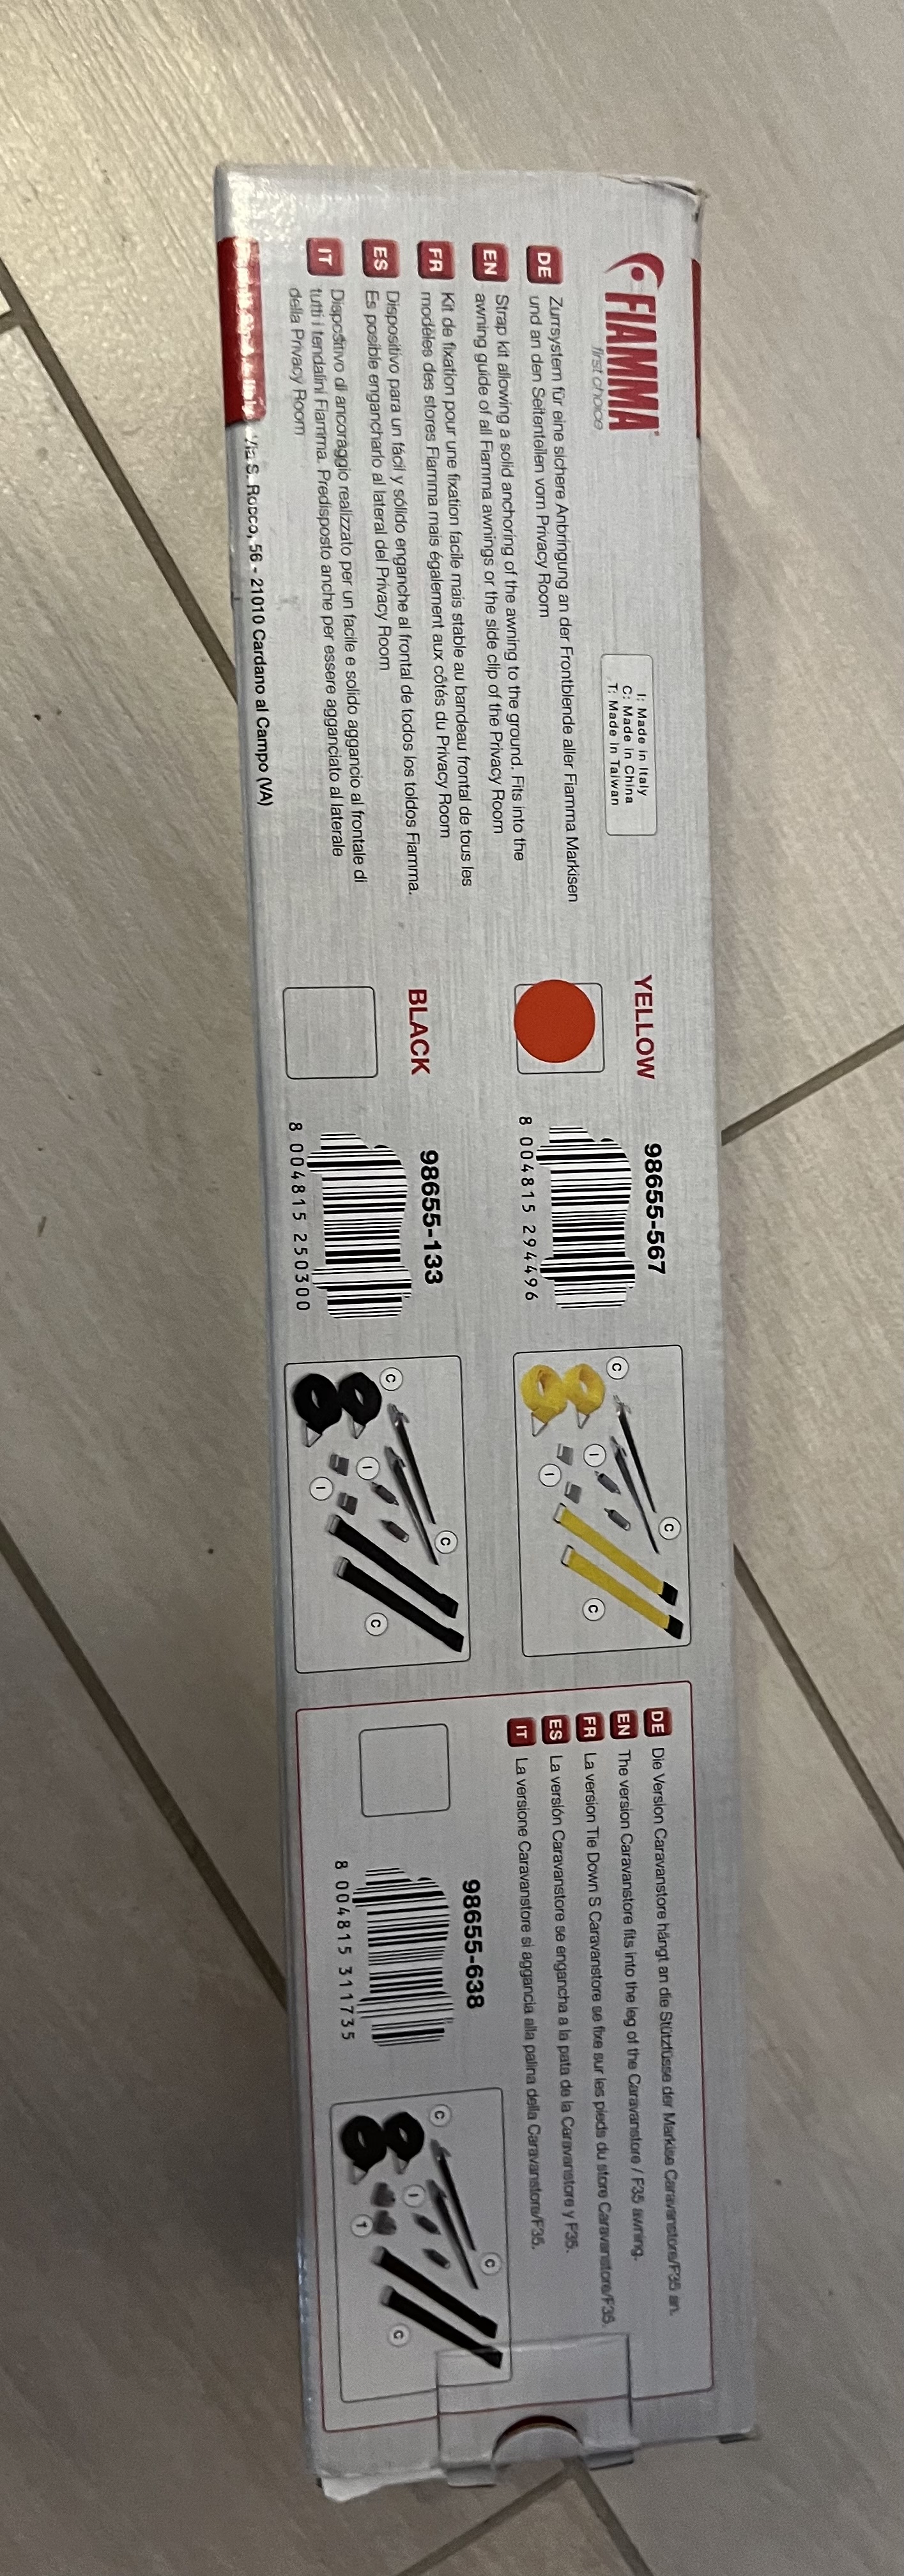 FIAMMA
first choice
I: Made in Italy
C: Made in China
T: Made in Taiwan
DE
Zurrsystem für eine sichere Anbringung an der Frontblende aller Fiamma Markisen
und an den Seitenteilen vom Privacy Room
EN
Strap kit allowing a solid anchoring of the awning to the ground. Fits into the
awning guide of all Fiamma awnings or the side clip of the Privacy Room
FR
Kit de fixation pour une fixation facile mais stable au bandeau frontal de tous les
modèles des stores Fiamma mais également aux côtés du Privacy Room
ES
Dispositivo para un fácil y sólido enganche al frontal de todos los toldos Fiamma.
Es posible engancharlo al lateral del Privacy Room
IT
Dispositivo di ancoraggio realizzato per un facile e solido aggancio al frontale di
tutti i tendalini Fiamma. Predisposto anche per essere agganciato al laterale
della Privacy Room
Via S. Rocco, 56 - 21010 Cardano al Campo (VA)
YELLOW
98655-567
8 004815 294496
C
C
I
I
C
BLACK
98655-133
8 004815 250300
C
C
I
I
C
DE Die Version Caravanstore hängt an die Stützfüsse der Markise Caravanstore/F35 an.
EN The version Caravanstore fits into the leg of the Caravanstore / F35 awning.
FR La version Tie Down S Caravanstore se fixe sur les pieds du store Caravanstore/F35.
ES La versión Caravanstore se engancha a la pata de la Caravanstore y F35.
IT La versione Caravanstore si aggancia alla palina della Caravanstore/F35.
98655-638
8 004815 311735
C
C
I
T
C